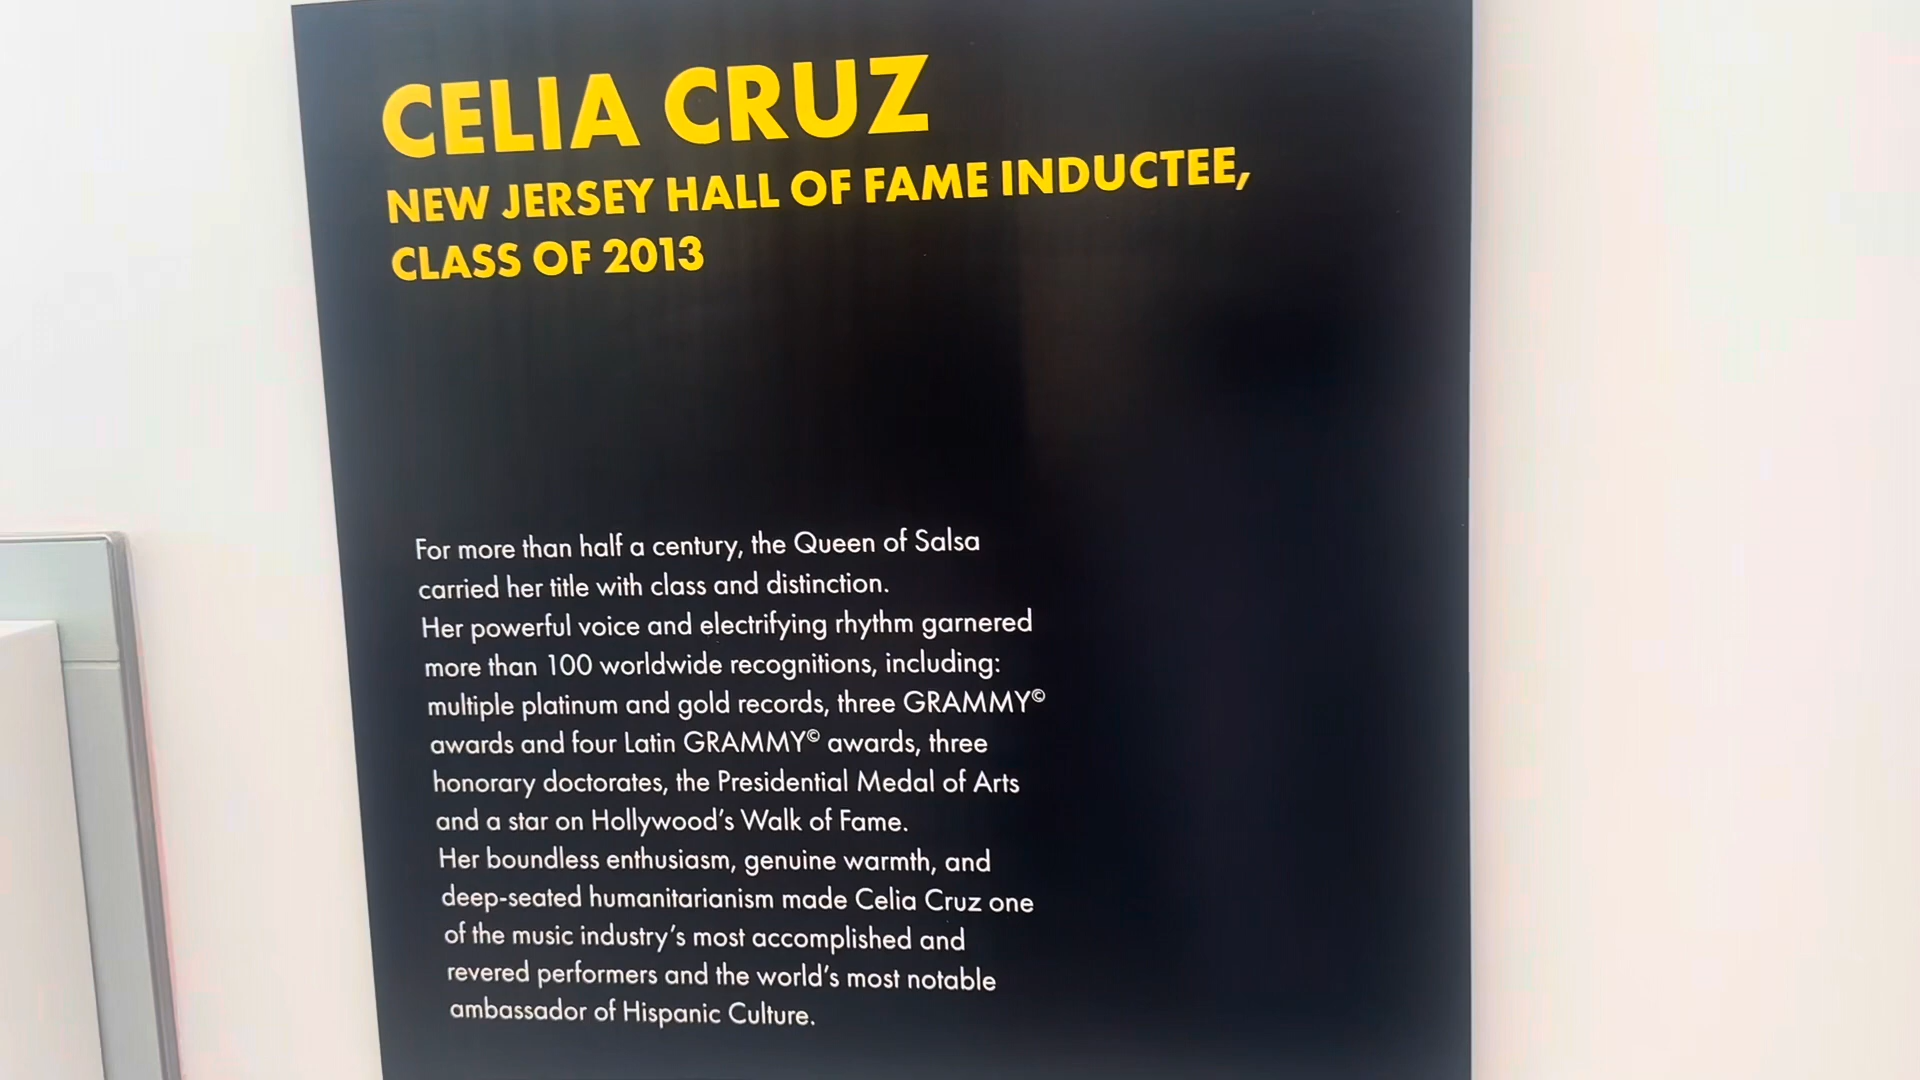 CELIA CRUZ
NEW JERSEY HALL OF FAME INDUCTEE,
CLASS OF 2013
For more than half a century, the Queen of Salsa
carried her title with class and distinction.
Her powerful voice and electrifying rhythm garnered
more than 100 worldwide recognitions, including:
multiple platinum and gold records, three GRAMMY©
awards and four Latin GRAMMY© awards, three
honorary doctorates, the Presidential Medal of Arts
and a star on Hollywood's Walk of Fame.
Her boundless enthusiasm, genuine warmth, and
deep-seated humanitarianism made Celia Cruz one
of the music industry's most accomplished and
revered performers and the world's most notable
ambassador of Hispanic Culture.